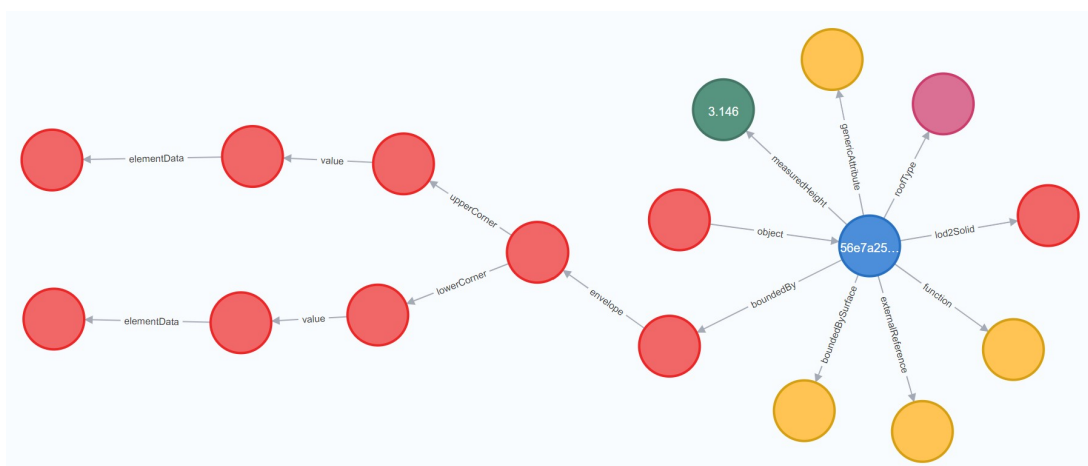 3.146
genericAttribute
measuredHeight
roofType
elementData
value
upperCorner
object
56e7a25...
lod2Solid
lowerCorner
envelope
boundedBy
function
elementData
value
boundedBySurface
externalReference